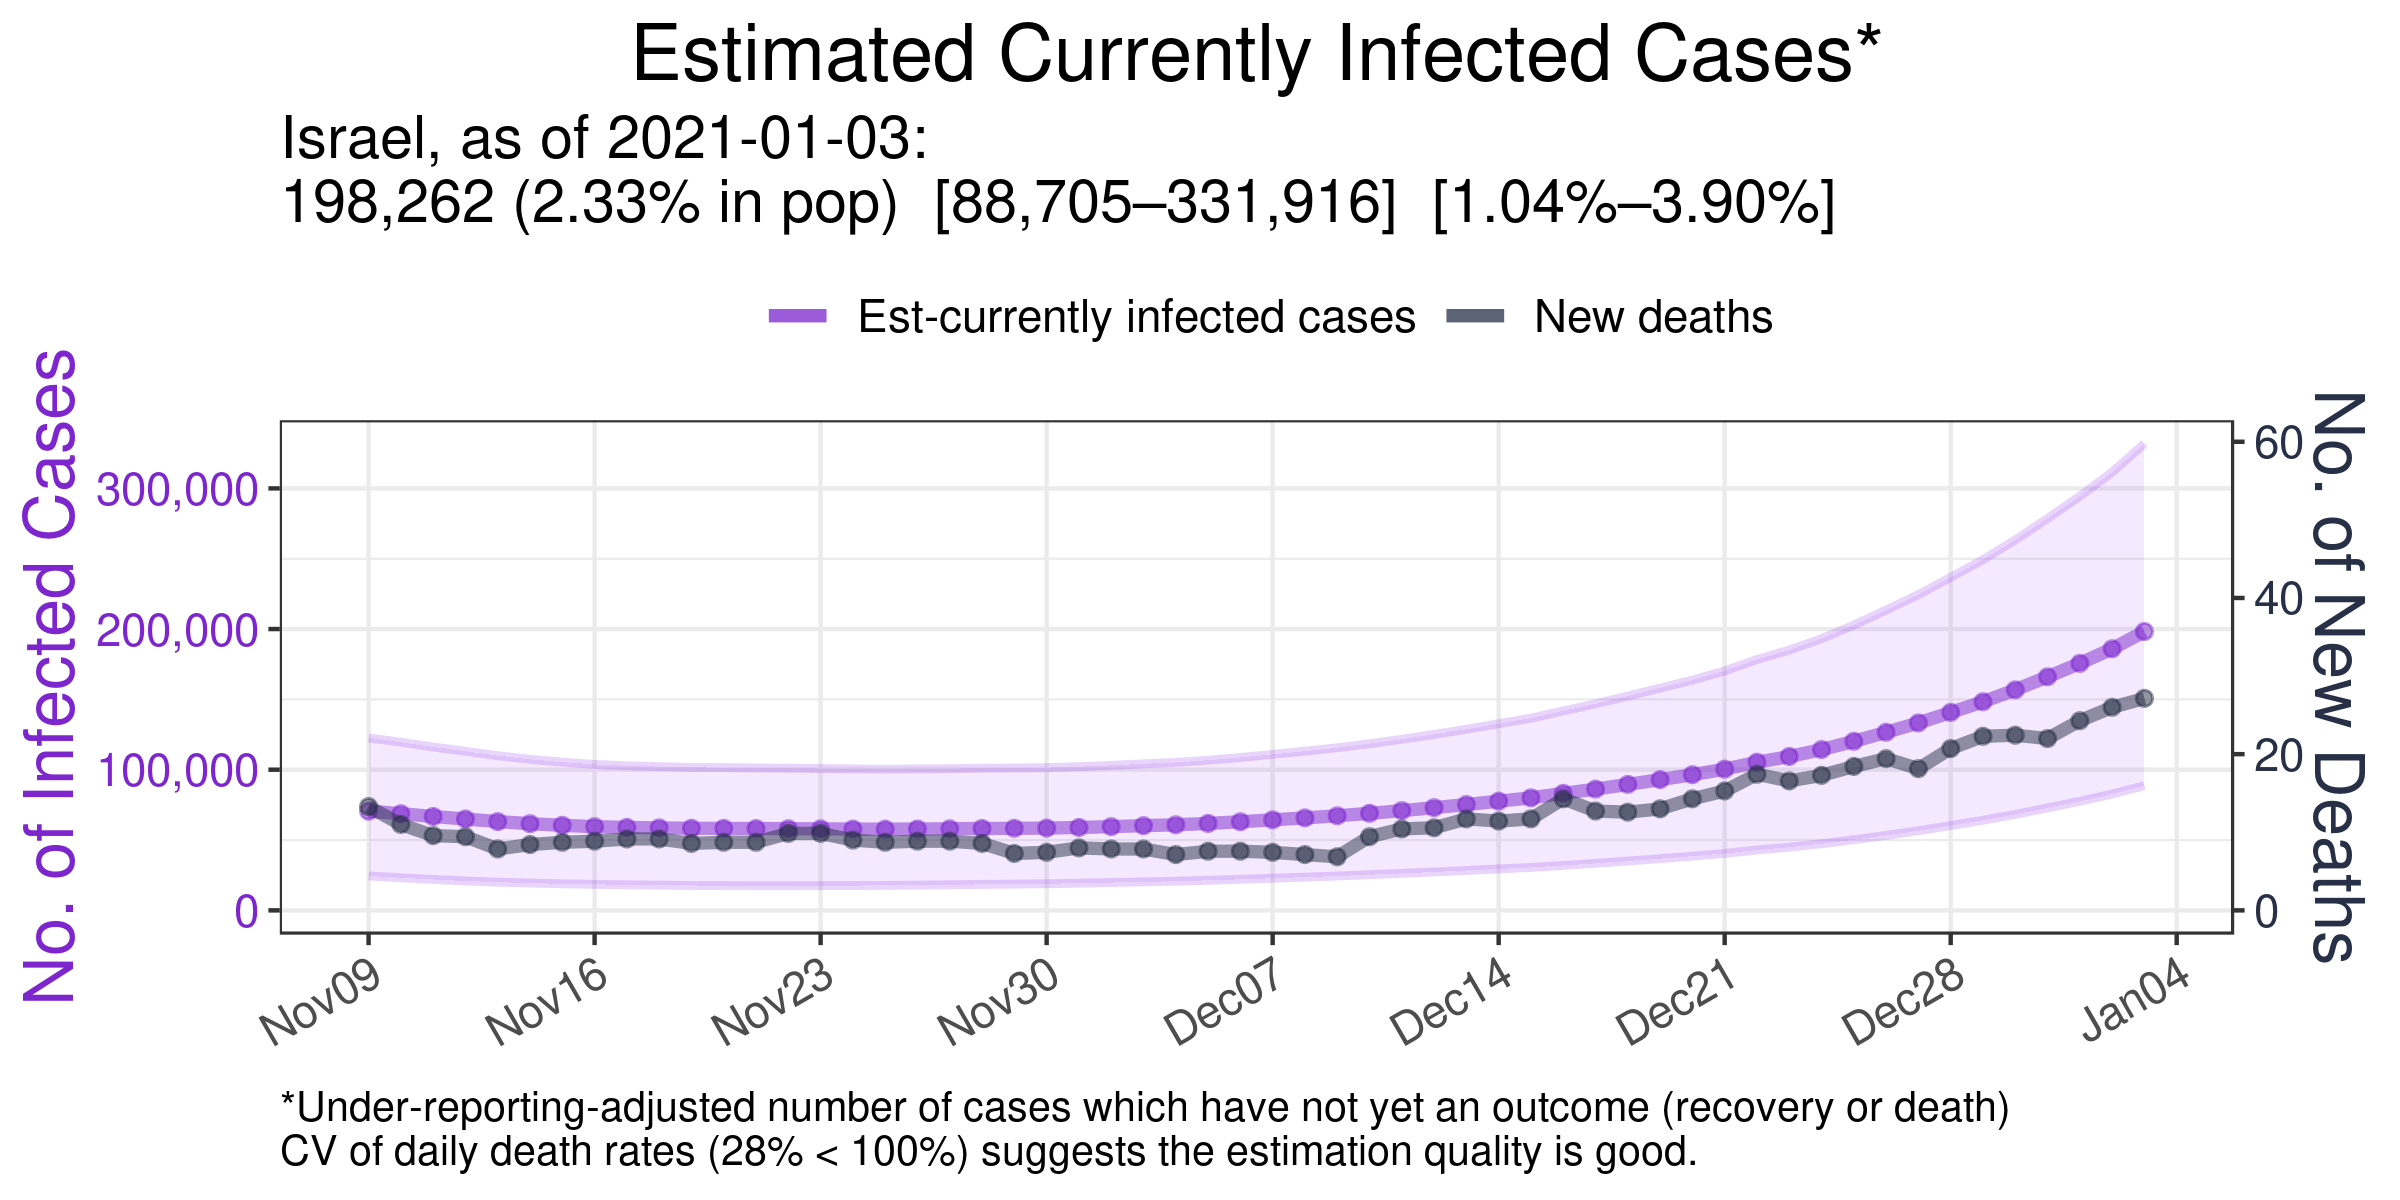 Estimated Currently Infected Cases*
Israel, as of 2021-01-03:
198,262 (2.33% in pop)  [88,705–331,916]  [1.04%–3.90%]
Est-currently infected cases
New deaths
No. of Infected Cases
300,000
200,000
100,000
0
60
40
20
0
No. of New Deaths
Nov09
Nov16
Nov23
Nov30
Dec07
Dec14
Dec21
Dec28
Jan04
*Under-reporting-adjusted number of cases which have not yet an outcome (recovery or death)
CV of daily death rates (28% < 100%) suggests the estimation quality is good.